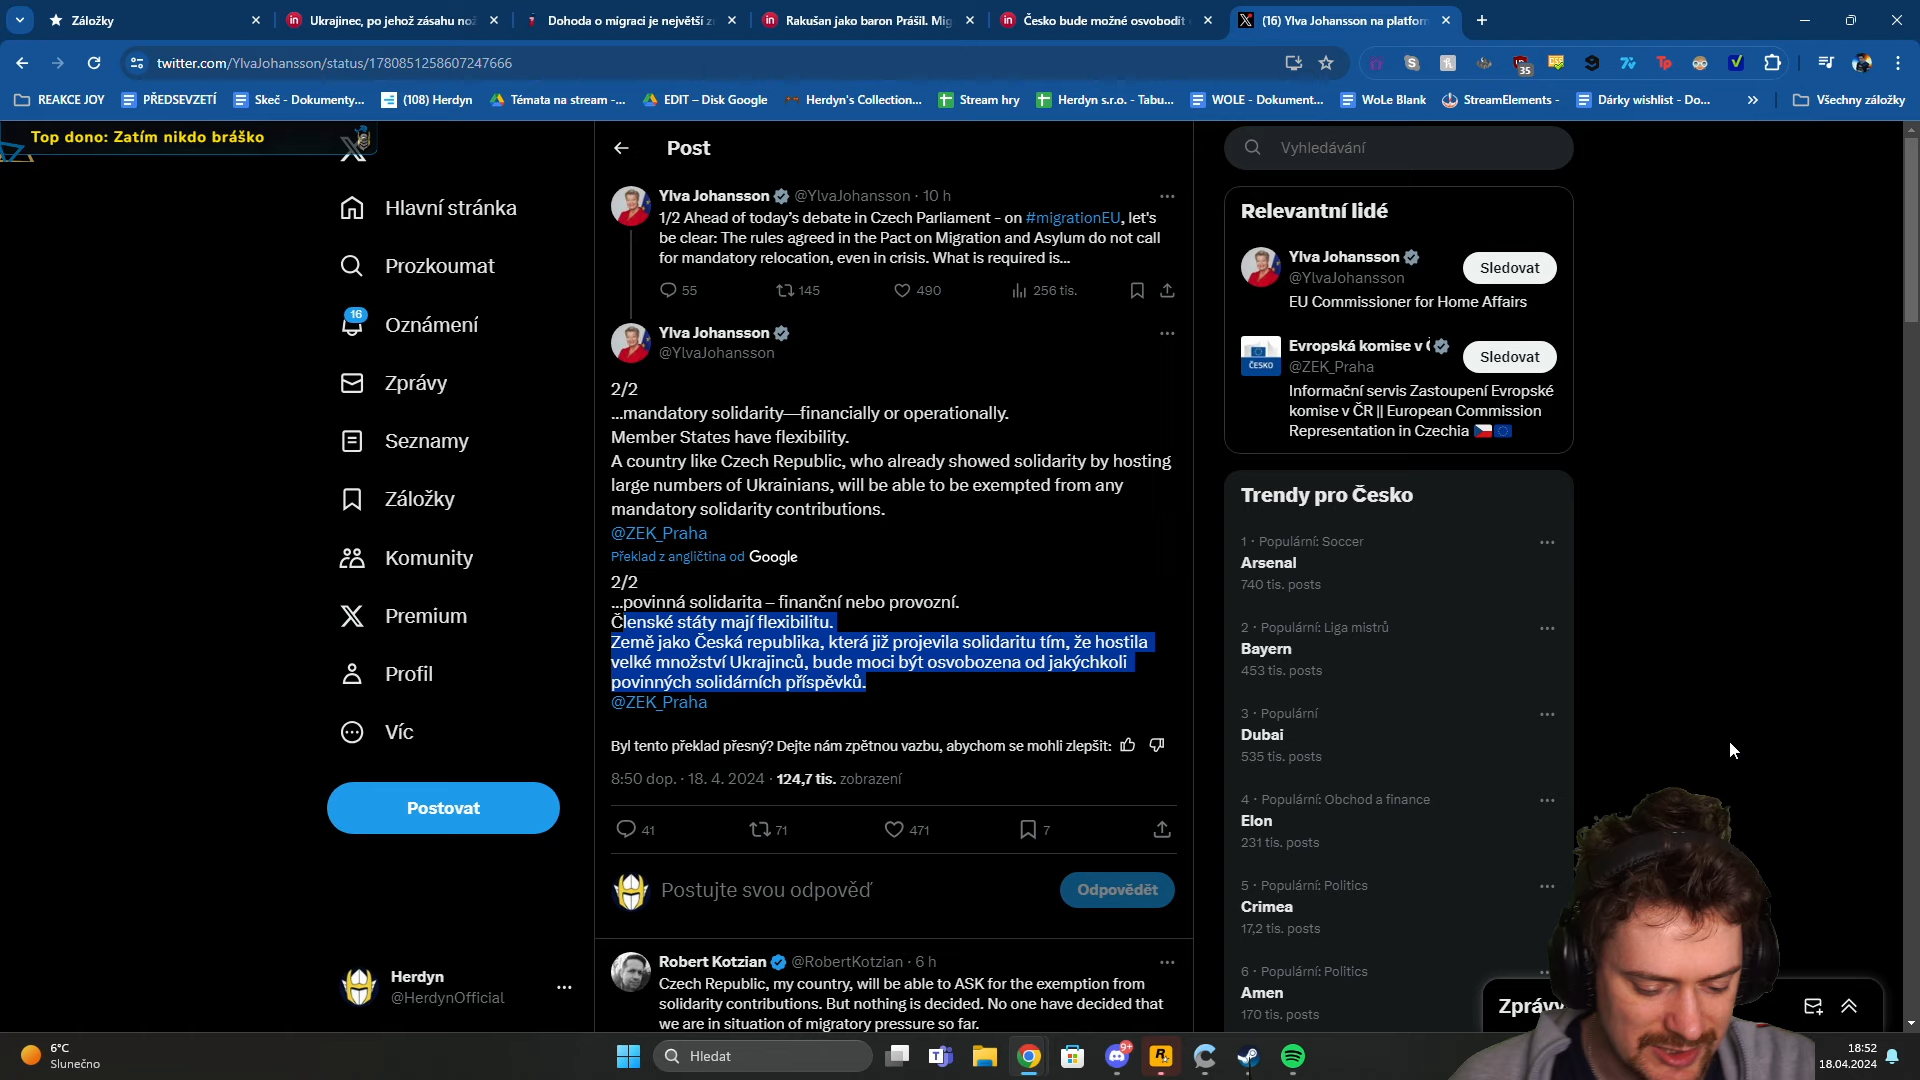 Záložky
Ukrajinec, po jehož zásahu nož
Dohoda o migraci je největší z
Rakušan jako baron Prášil. Mig
Česko bude možné osvobodit
(16) Ylva Johansson na platforn
twitter.com/YlvaJohansson/status/1780851258607247666
35
REAKCE JOY
PŘEDSEVZETÍ
Skeč - Dokumenty...
(108) Herdyn
Témata na stream -...
EDIT – Disk Google
Herdyn's Collection...
Stream hry
Herdyn s.r.o. - Tabu...
WOLE - Dokument...
WoLe Blank
StreamElements -
Dárky wishlist - Do...
»
Všechny záložky
Top dono: Zatím nikdo bráško
Hlavní stránka
Prozkoumat
16
Oznámení
Zprávy
Seznamy
Záložky
Komunity
Premium
Profil
Víc
Postovat
Herdyn
@HerdynOfficial
Post
Ylva Johansson @YlvaJohansson · 10 h
1/2 Ahead of today's debate in Czech Parliament - on #migrationEU, let's
be clear: The rules agreed in the Pact on Migration and Asylum do not call
for mandatory relocation, even in crisis. What is required is...
55
145
490
256 tis.
Ylva Johansson
@YlvaJohansson
2/2
...mandatory solidarity—financially or operationally.
Member States have flexibility.
A country like Czech Republic, who already showed solidarity by hosting
large numbers of Ukrainians, will be able to be exempted from any
mandatory solidarity contributions.
@ZEK_Praha
Překlad z angličtina od Google
2/2
...povinná solidarita – finanční nebo provozní.
Členské státy mají flexibilitu.
Země jako Česká republika, která již projevila solidaritu tím, že hostila
velké množství Ukrajinců, bude moci být osvobozena od jakýchkoli
povinných solidárních příspěvků.
@ZEK_Praha
Byl tento překlad přesný? Dejte nám zpětnou vazbu, abychom se mohli zlepšit:
8:50 dop. · 18. 4. 2024 · 124,7 tis. zobrazení
41
71
471
7
Postujte svou odpověď
Odpovědět
Robert Kotzian @RobertKotzian · 6 h
Czech Republic, my country, will be able to ASK for the exemption from
solidarity contributions. But nothing is decided. No one have decided that
we are in situation of migratory pressure so far.
Vyhledávání
Relevantní lidé
Ylva Johansson
@YlvaJohansson
Sledovat
EU Commissioner for Home Affairs
ČESKO
Evropská komise v
@ZEK_Praha
Sledovat
Informační servis Zastoupení Evropské
komise v ČR || European Commission
Representation in Czechia
Trendy pro Česko
1 · Populární: Soccer
Arsenal
740 tis. posts
2 · Populární: Liga mistrů
Bayern
453 tis. posts
3 · Populární
Dubai
535 tis. posts
4 · Populární: Obchod a finance
Elon
231 tis. posts
5 · Populární: Politics
Crimea
17,2 tis. posts
6 · Populární: Politics
Amen
170 tis. posts
Zprávy
6°C
Slunečno
Hledat
9+
18:52
18.04.2024